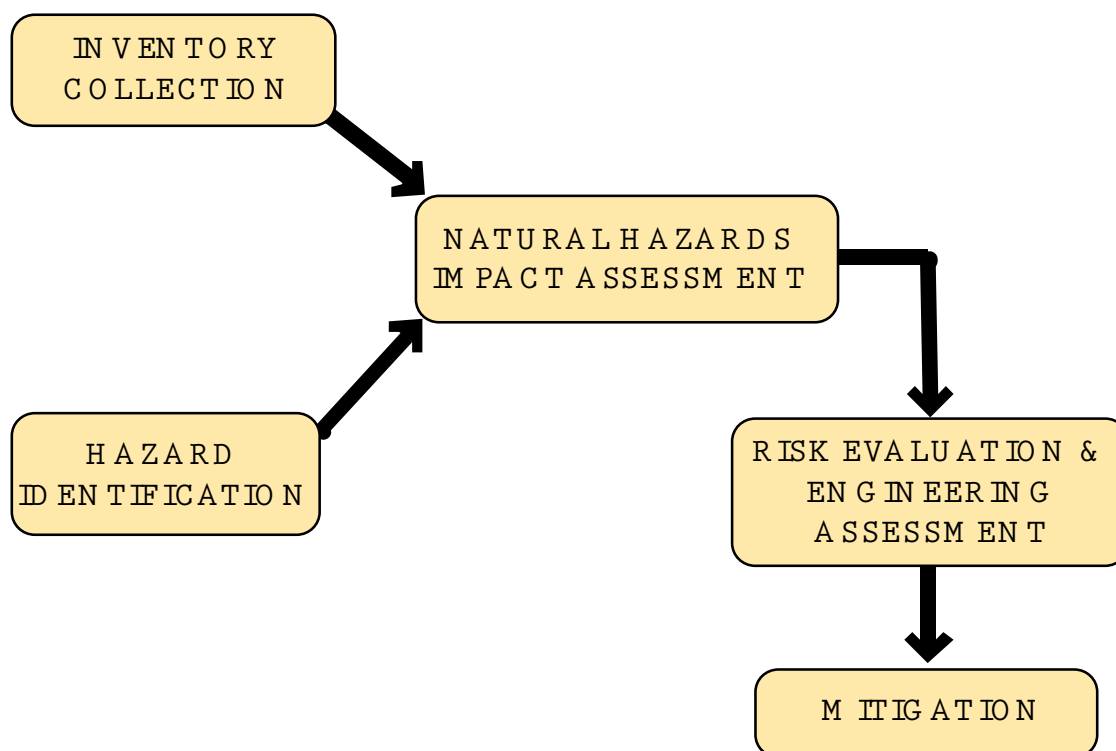 INVENTORY
COLLECTION
NATURAL HAZARDS
IMPACT ASSESSMENT
HAZARD
IDENTIFICATION
RISK EVALUATION &
ENGINEERING
ASSESSMENT
MITIGATION